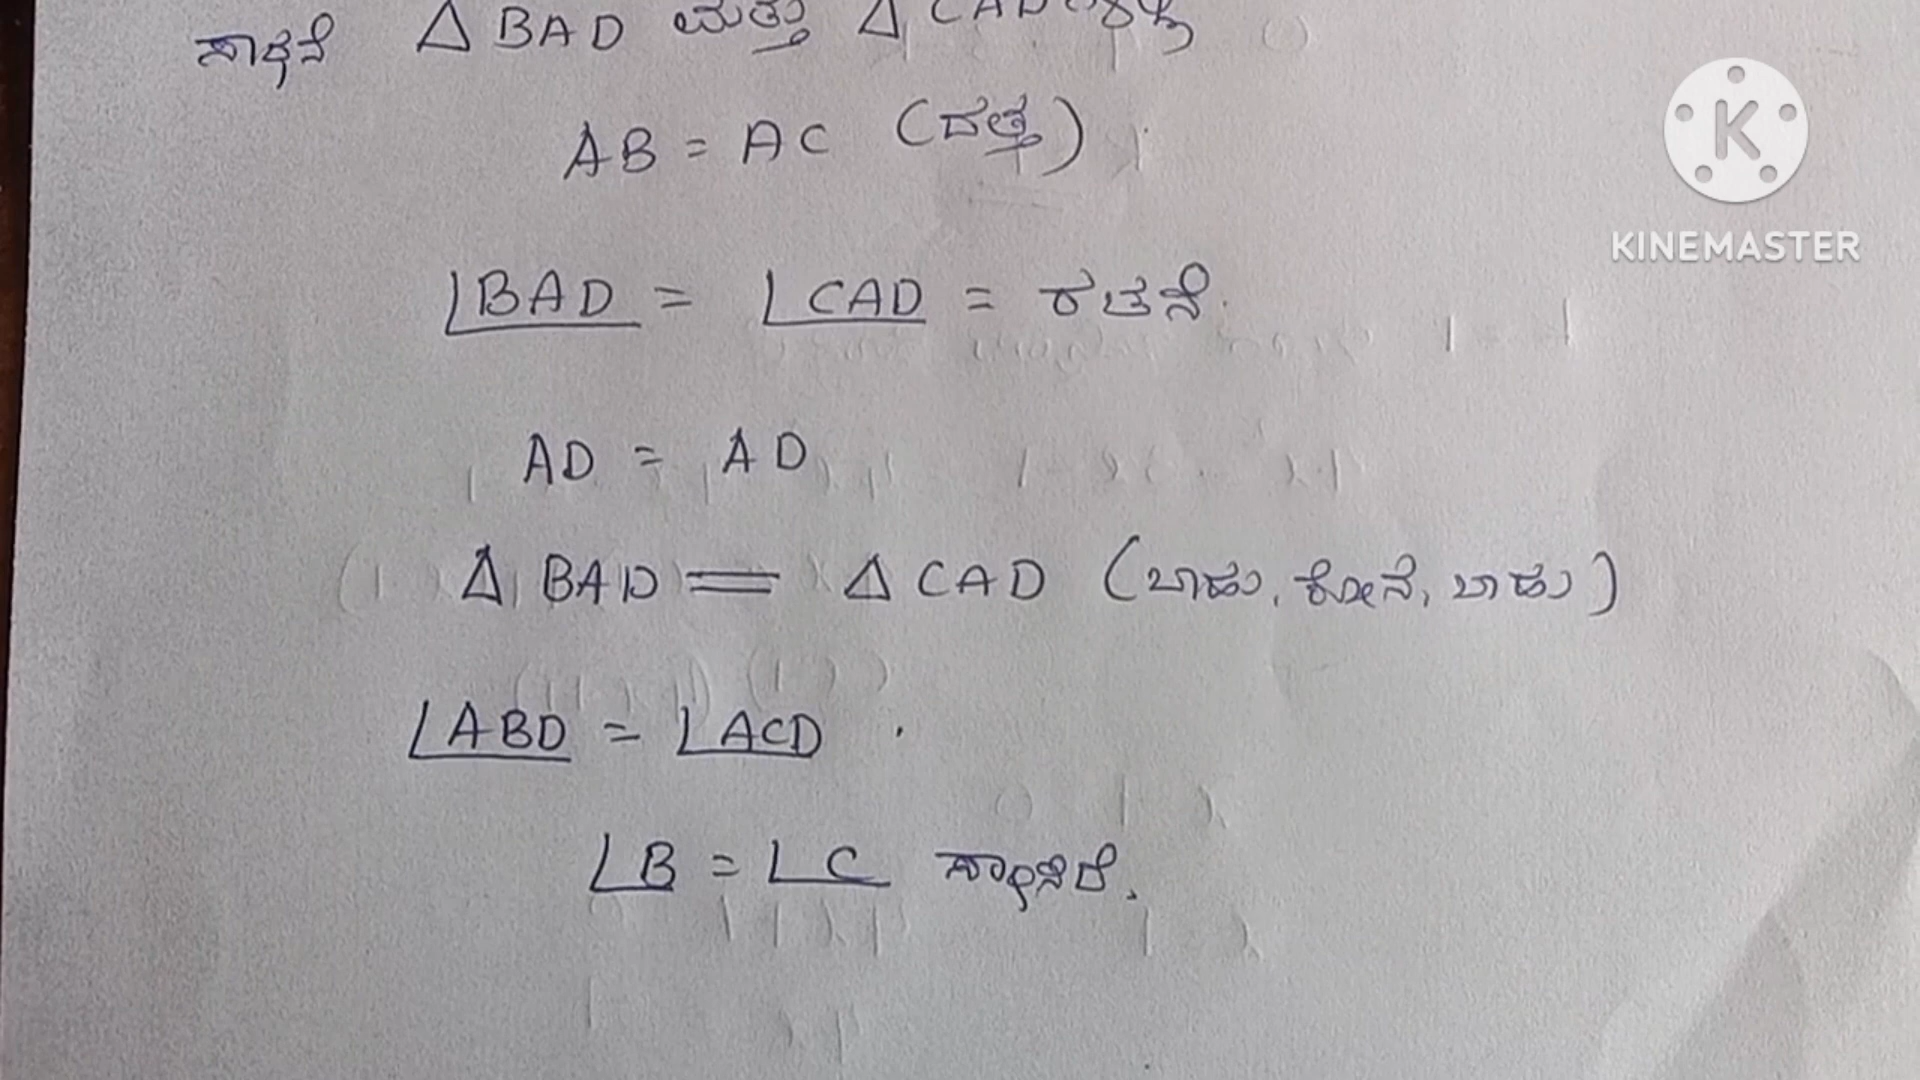 ಸಾಧನೆ Δ BAD ಮತ್ತು Δ CAD ಗಳಲ್ಲಿ
AB = AC (ದತ್ತ)
∠BAD = ∠CAD = ರಚನೆ.
AD = AD
Δ BAD = Δ CAD (ಬಾಹು, ಕೋನೆ, ಬಾಹು)
∠ABD = ∠ACD .
∠B = ∠C ಸಾಧಿಸಿದೆ.
KINEMASTER